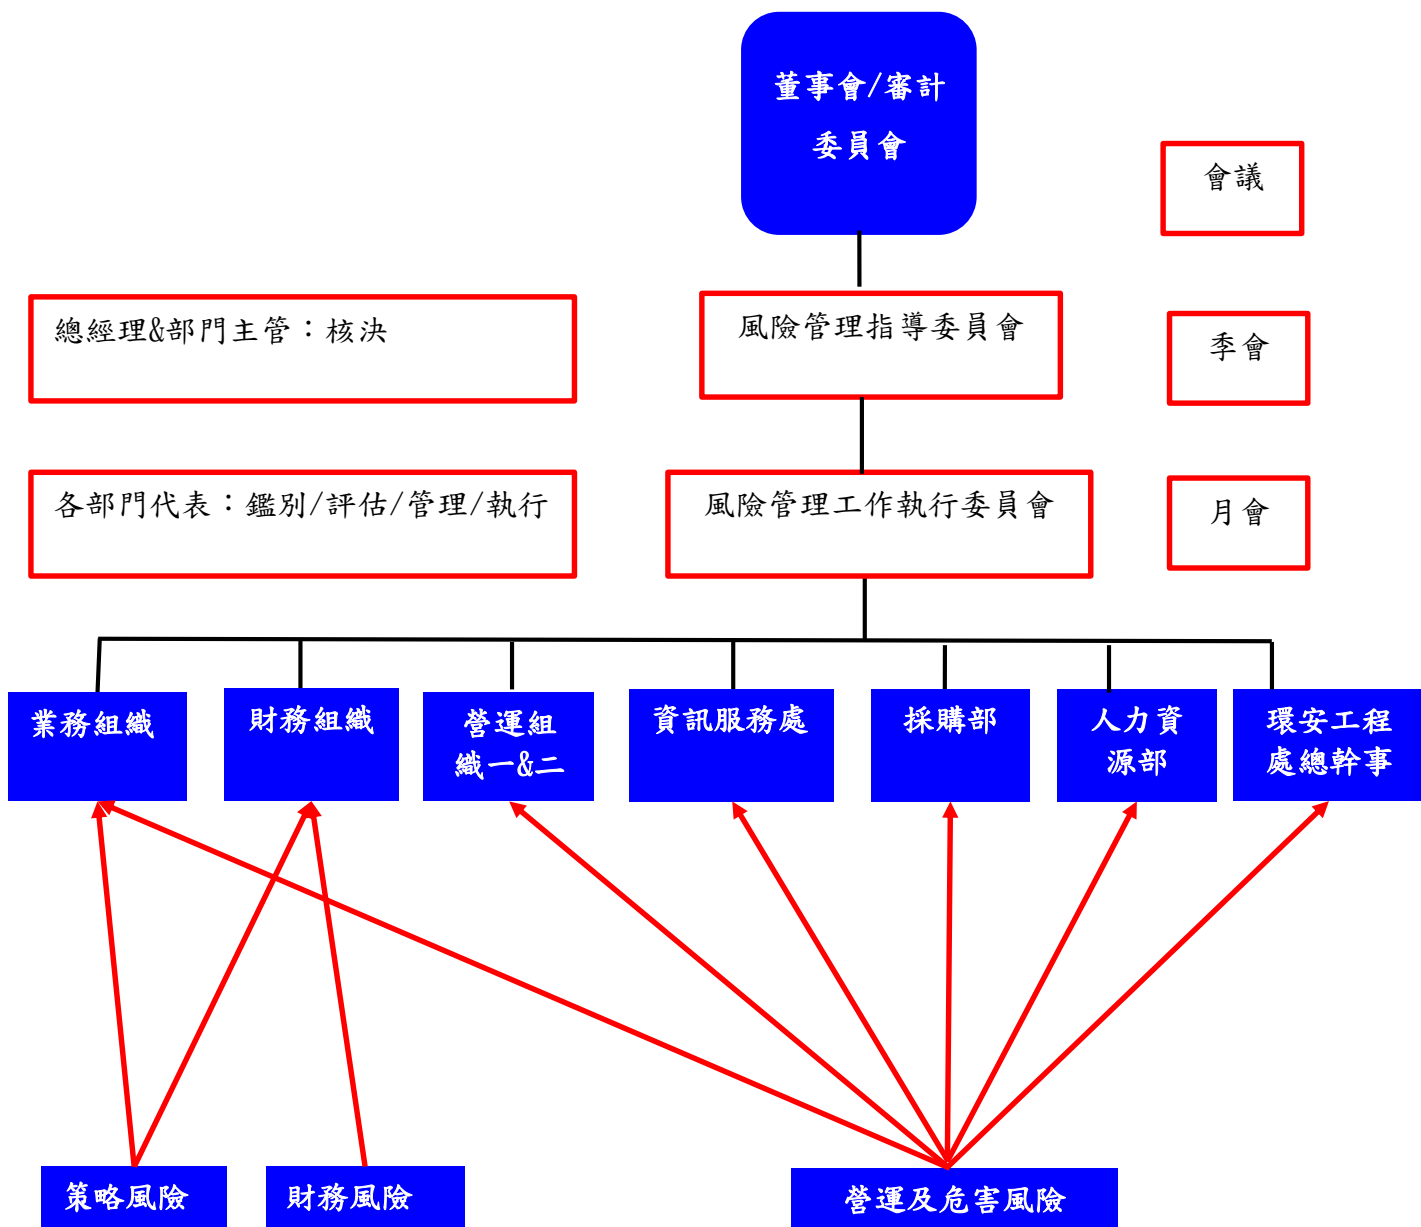 董事會/審計
委員會
會議
總經理&部門主管：核決
風險管理指導委員會
季會
各部門代表：鑑別/評估/管理/執行
風險管理工作執行委員會
月會
業務組織
財務組織
營運組
織一&二
資訊服務處
採購部
人力資
源部
環安工程
處總幹事
策略風險
財務風險
營運及危害風險